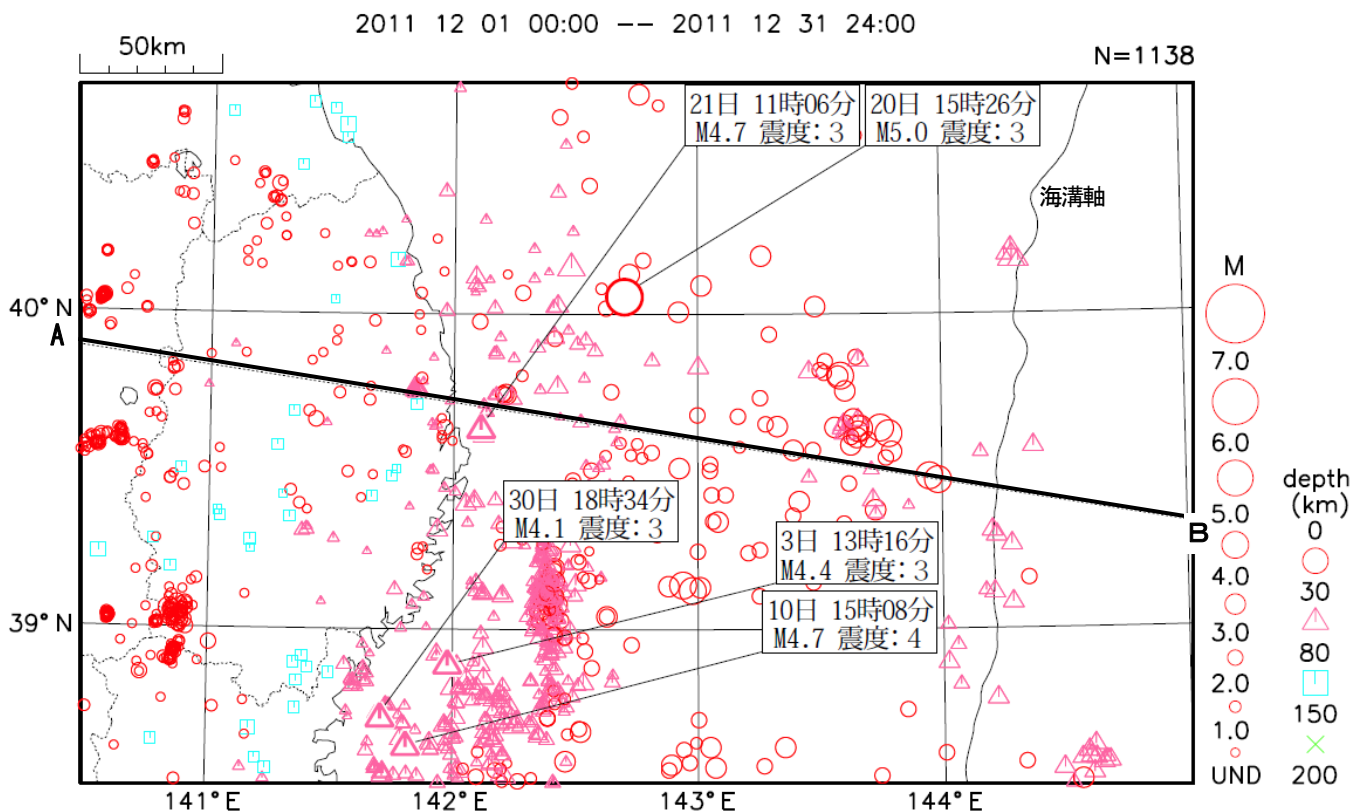 2011 12 01 00:00 -- 2011 12 31 24:00
50km
N=1138
21日 11時06分
M4.7 震度:3
20日 15時26分
M5.0 震度:3
海溝軸
40°N
A
30日 18時34分
M4.1 震度:3
3日 13時16分
M4.4 震度:3
10日 15時08分
M4.7 震度:4
B
39°N
141°E
142°E
143°E
144°E
M
7.0
6.0
5.0
4.0
3.0
2.0
1.0
UND
depth
(km)
0
30
80
150
200